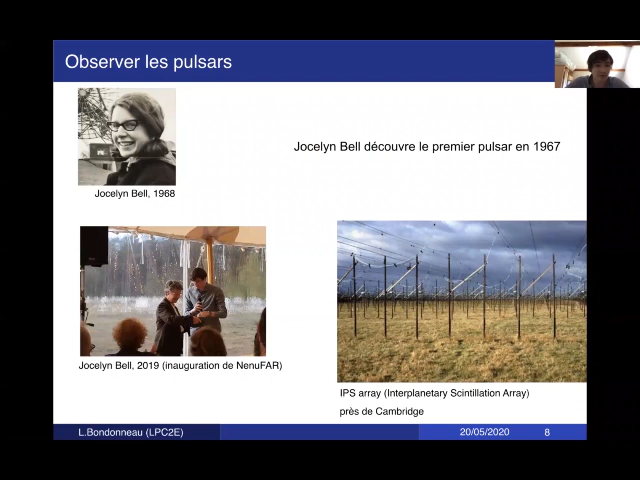 Observer les pulsars
Jocelyn Bell découvre le premier pulsar en 1967
Jocelyn Bell, 1968
Jocelyn Bell, 2019 (inauguration de NenuFAR)
IPS array (Interplanetary Scintillation Array)
près de Cambridge
L.Bondonneau (LPC2E)
20/05/2020
8